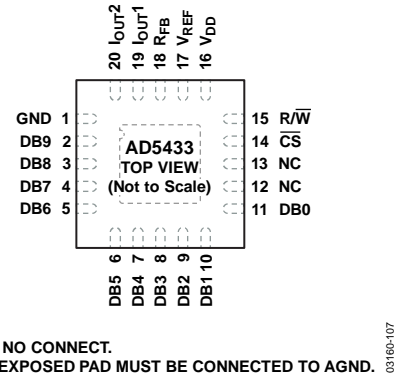 20 IOUT2
19 IOUT1
18 RFB
17 VREF
16 VDD
GND 1
DB9 2
DB8 3
DB7 4
DB6 5
AD5433
TOP VIEW
(Not to Scale)
15 R/W̅
14 C̅S̅
13 NC
12 NC
11 DB0
DB5 6
DB4 7
DB3 8
DB2 9
DB1 10
NO CONNECT.
EXPOSED PAD MUST BE CONNECTED TO AGND.
03160-107